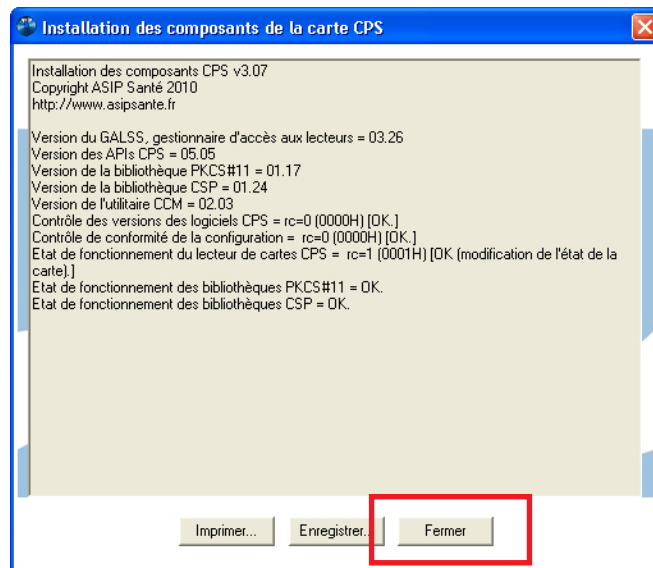 Installation des composants de la carte CPS
Installation des composants CPS v3.07
Copyright ASIP Santé 2010
http://www.asipsante.fr
Version du GALSS, gestionnaire d'accès aux lecteurs = 03.26
Version des APIs CPS = 05.05
Version de la bibliothèque PKCS#11 = 01.17
Version de la bibliothèque CSP = 01.24
Version de l'utilitaire CCM = 02.03
Contrôle des versions des logiciels CPS = rc=0 (0000H) [OK.]
Contrôle de conformité de la configuration = rc=0 (0000H) [OK.]
Etat de fonctionnement du lecteur de cartes CPS = rc=1 (0001H) [OK (modification de l'état de la
carte).]
Etat de fonctionnement des bibliothèques PKCS#11 = OK.
Etat de fonctionnement des bibliothèques CSP = OK.
Imprimer... Enregistrer... Fermer